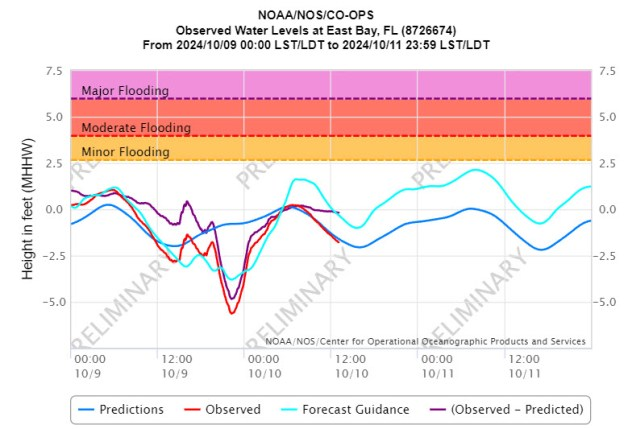 NOAA/NOS/CO-OPS
Observed Water Levels at East Bay, FL (8726674)
From 2024/10/09 00:00 LST/LDT to 2024/10/11 23:59 LST/LDT
7.5 7.5
Major Flooding
5.0 5.0
Moderate Flooding
Minor Flooding
2.5 2.5
PRELIMINARY PRELIMINARY PRELIMINARY
0.0 0.0
Height in feet (MHHW)
-2.5 -2.5
-5.0 -5.0
PRELIMINARY PRELIMINARY PRELIMINARY
NOAA/NOS/Center for Operational Oceanographic Products and Services
00:00 12:00 00:00 12:00 00:00 12:00
10/9 10/9 10/10 10/10 10/11 10/11
Predictions Observed Forecast Guidance (Observed - Predicted)